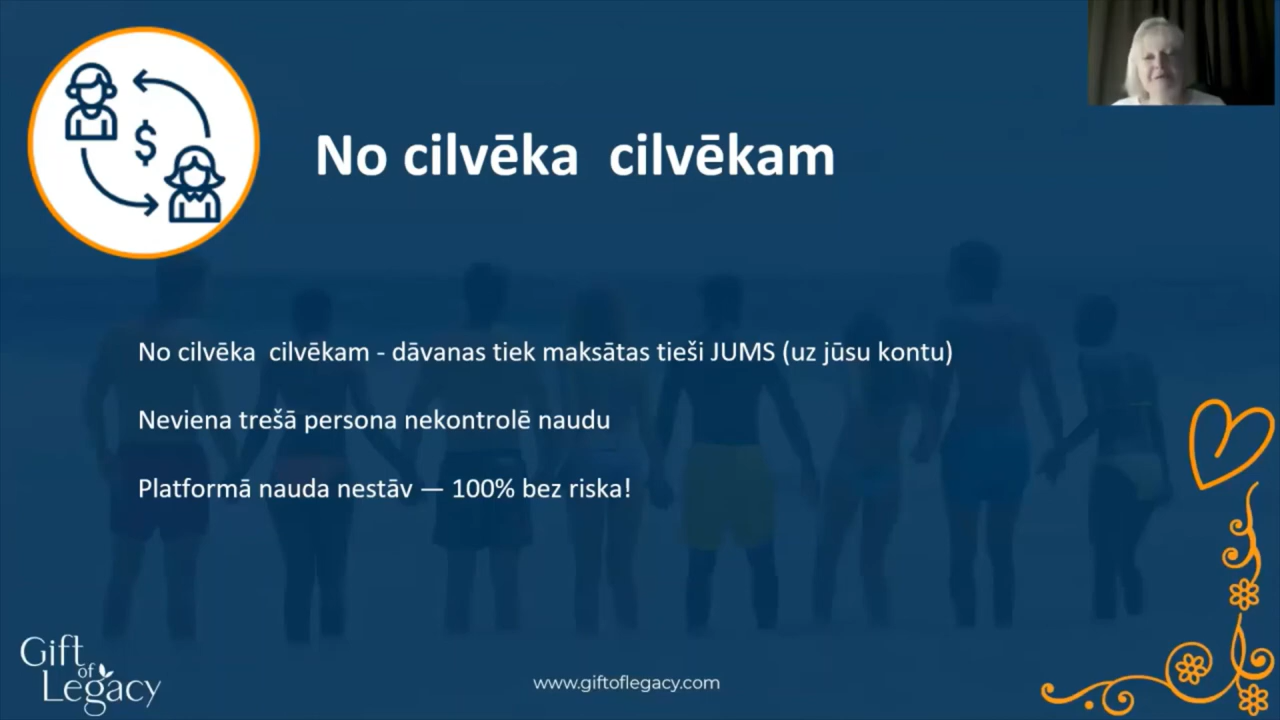 No cilvēka  cilvēkam
No cilvēka  cilvēkam - dāvanas tiek maksātas tieši JUMS (uz jūsu kontu)
Neviena trešā persona nekontrolē naudu
Platformā nauda nestāv — 100% bez riska!
Gift
of
Legacy
www.giftoflegacy.com